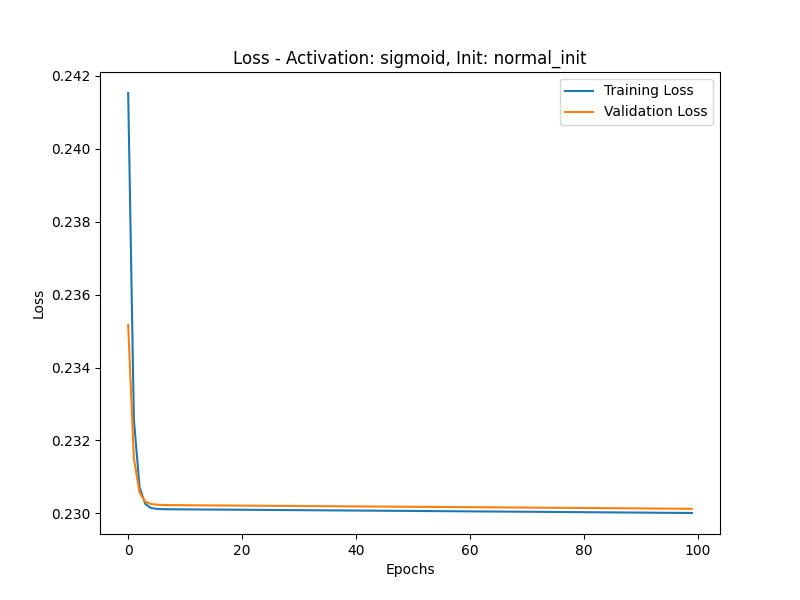 Loss - Activation: sigmoid, Init: normal_init
Training Loss
Validation Loss
0.242
0.240
0.238
0.236
0.234
0.232
0.230
Loss
0
20
40
60
80
100
Epochs